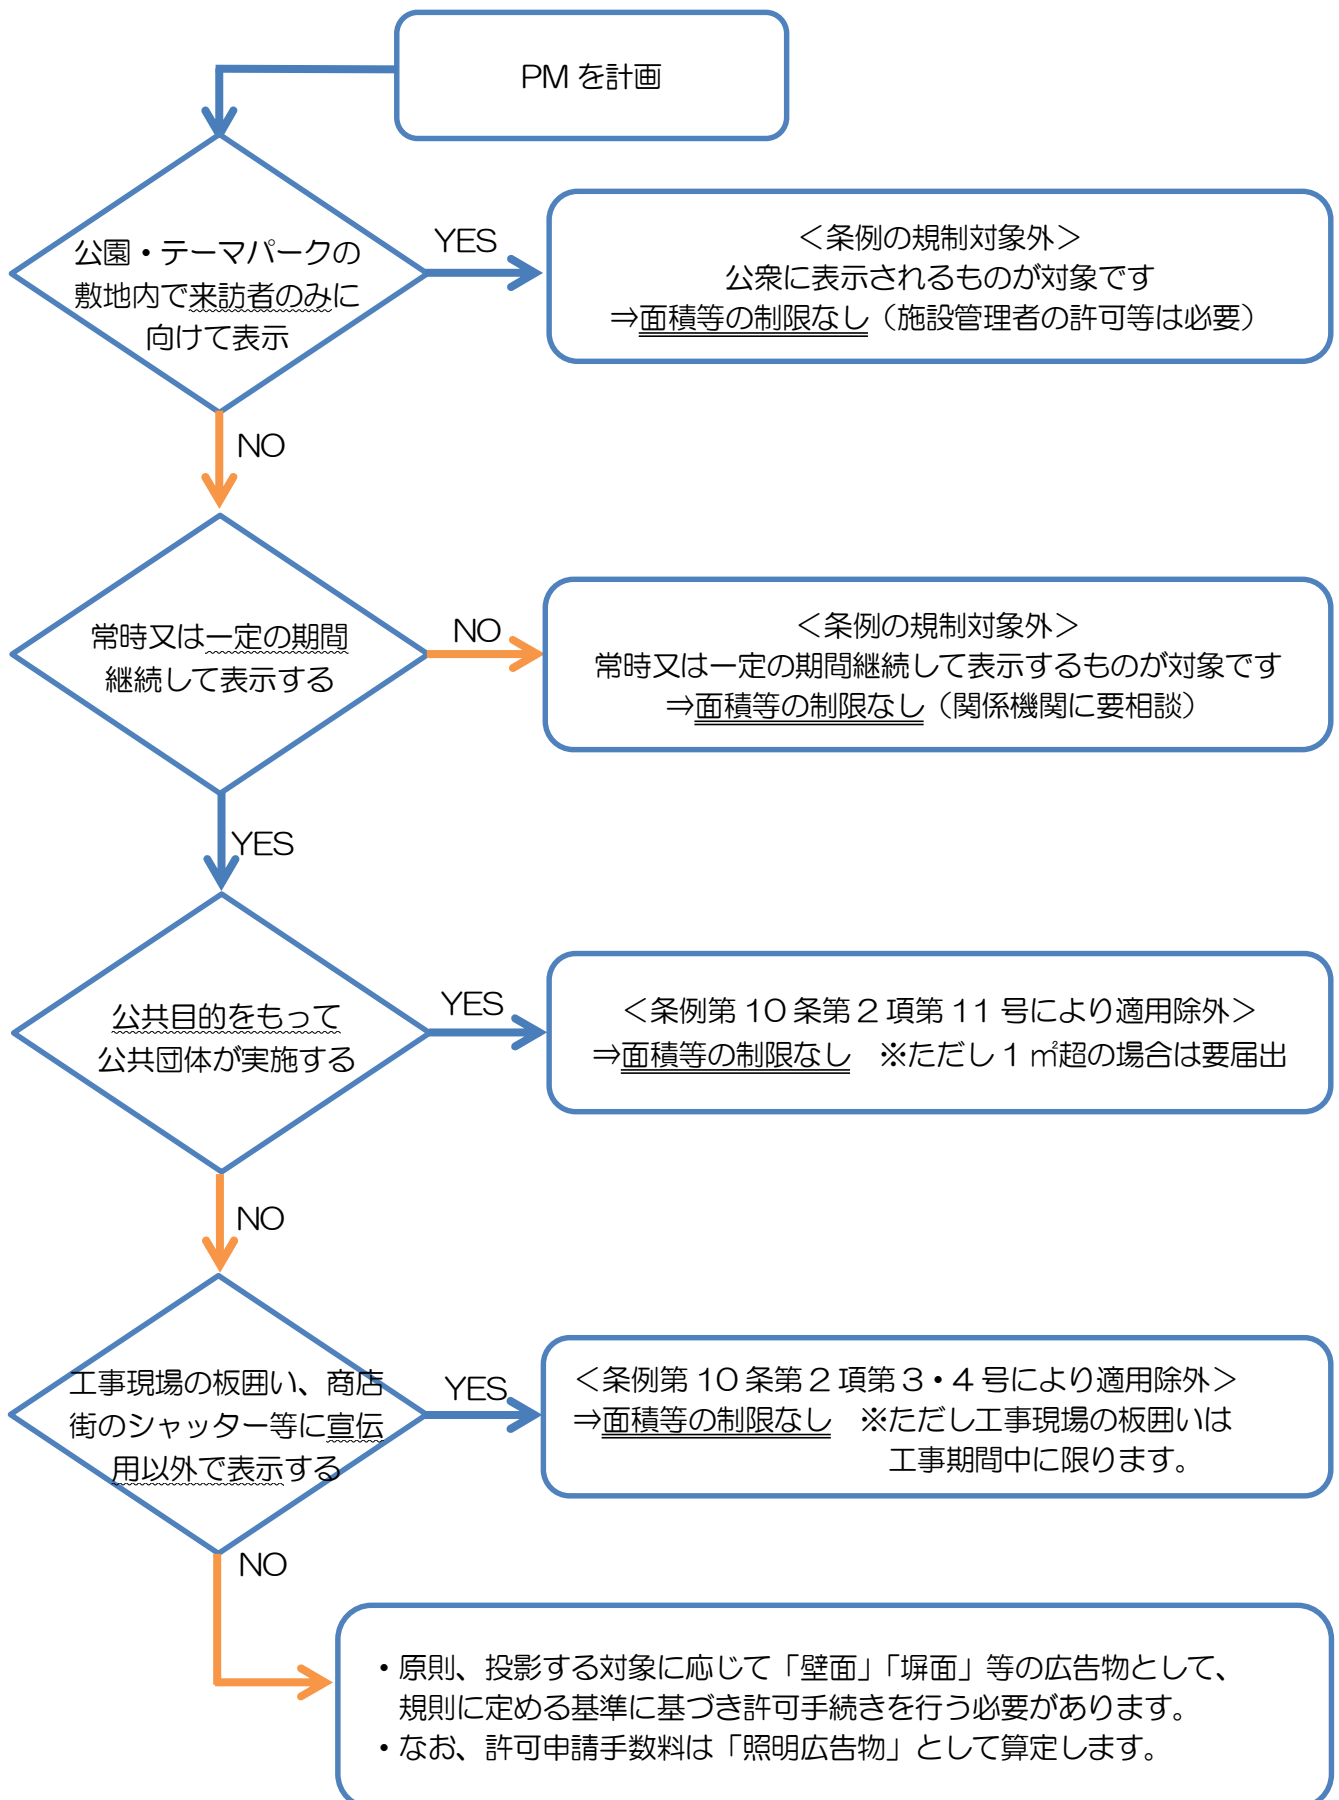 PM を計画
公園・テーマパークの
敷地内で来訪者のみに
向けて表示
YES
＜条例の規制対象外＞
公衆に表示されるものが対象です
⇒面積等の制限なし（施設管理者の許可等は必要）
NO
常時又は一定の期間
継続して表示する
NO
＜条例の規制対象外＞
常時又は一定の期間継続して表示するものが対象です
⇒面積等の制限なし（関係機関に要相談）
YES
公共目的をもって
公共団体が実施する
YES
＜条例第 10 条第 2 項第 11 号により適用除外＞
⇒面積等の制限なし　※ただし 1 ㎡超の場合は要届出
NO
工事現場の板囲い、商店
街のシャッター等に宣伝
用以外で表示する
YES
＜条例第 10 条第 2 項第 3・4 号により適用除外＞
⇒面積等の制限なし　※ただし工事現場の板囲いは
工事期間中に限ります。
NO
・原則、投影する対象に応じて「壁面」「塀面」等の広告物として、
規則に定める基準に基づき許可手続きを行う必要があります。
・なお、許可申請手数料は「照明広告物」として算定します。